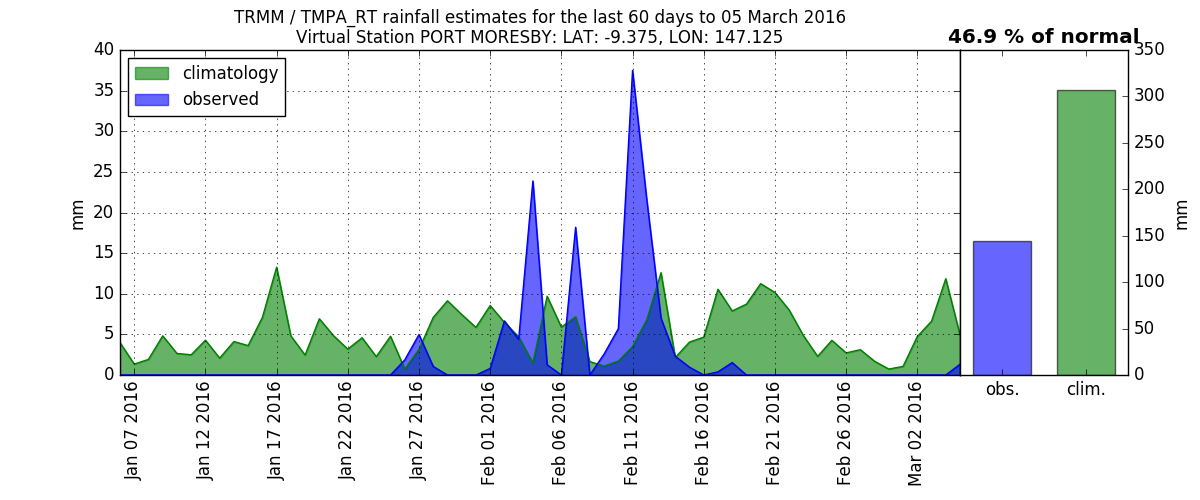 TRMM / TMPA_RT rainfall estimates for the last 60 days to 05 March 2016
Virtual Station PORT MORESBY: LAT: -9.375, LON: 147.125
46.9 % of normal
climatology
observed
mm
40
35
30
25
20
15
10
5
0
Jan 07 2016
Jan 12 2016
Jan 17 2016
Jan 22 2016
Jan 27 2016
Feb 01 2016
Feb 06 2016
Feb 11 2016
Feb 16 2016
Feb 21 2016
Feb 26 2016
Mar 02 2016
obs.
clim.
350
300
250
200
150
100
50
0
mm